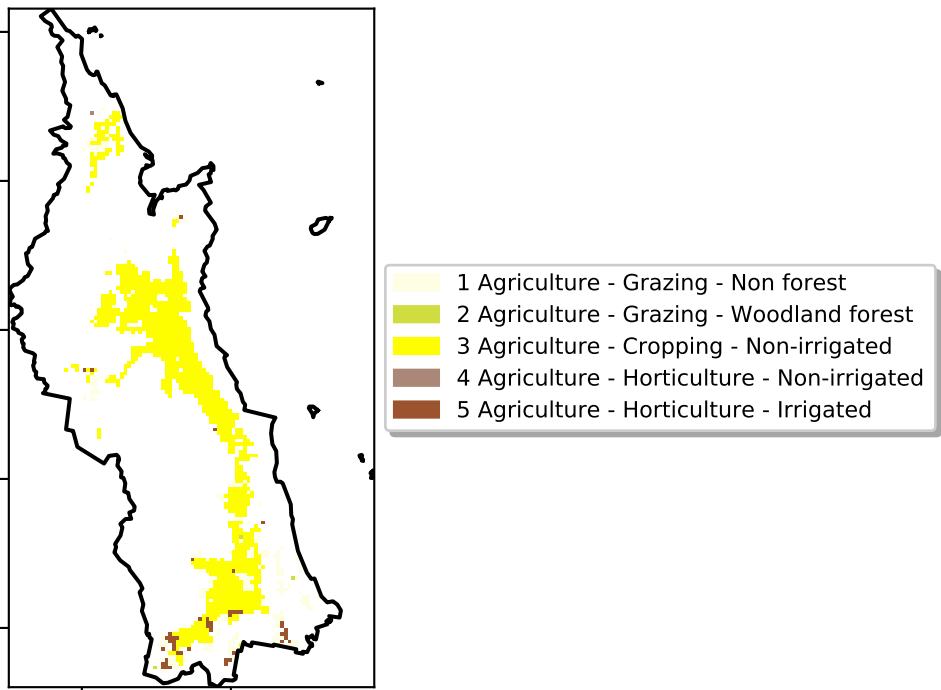 1 Agriculture - Grazing - Non forest
2 Agriculture - Grazing - Woodland forest
3 Agriculture - Cropping - Non-irrigated
4 Agriculture - Horticulture - Non-irrigated
5 Agriculture - Horticulture - Irrigated